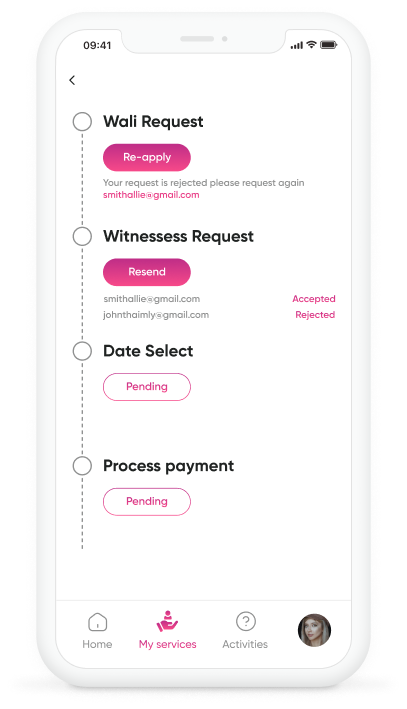 09:41
Wali Request
Re-apply
Your request is rejected please request again
smithallie@gmail.com
Witnessess Request
Resend
smithallie@gmail.com Accepted
johnthaimly@gmail.com Rejected
Date Select
Pending
Process payment
Pending
Home My services Activities